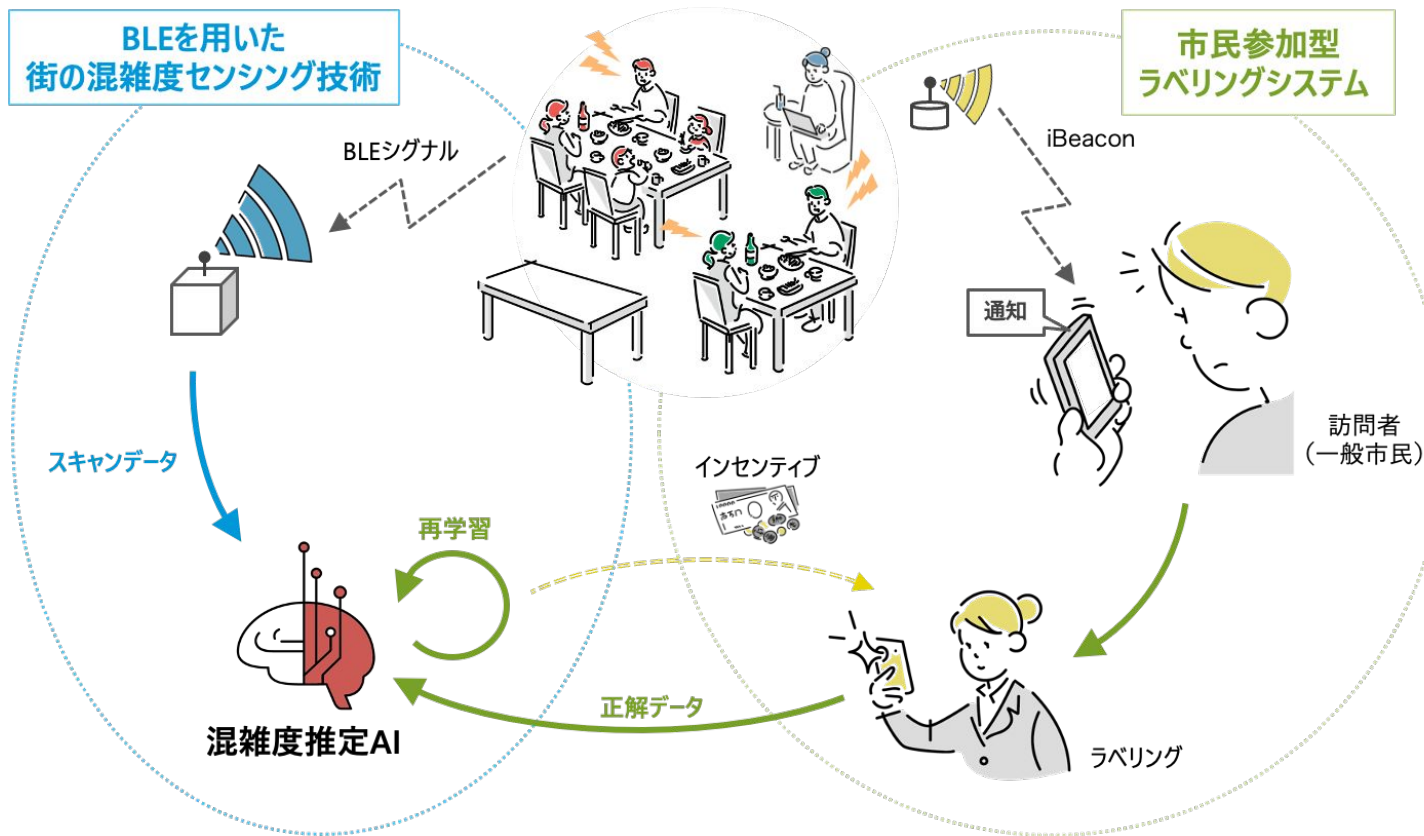 BLEを用いた
街の混雑度センシング技術
市民参加型
ラベリングシステム
BLEシグナル
iBeacon
通知
訪問者
(一般市民)
スキャンデータ
インセンティブ
再学習
正解データ
混雑度推定AI
ラベリング